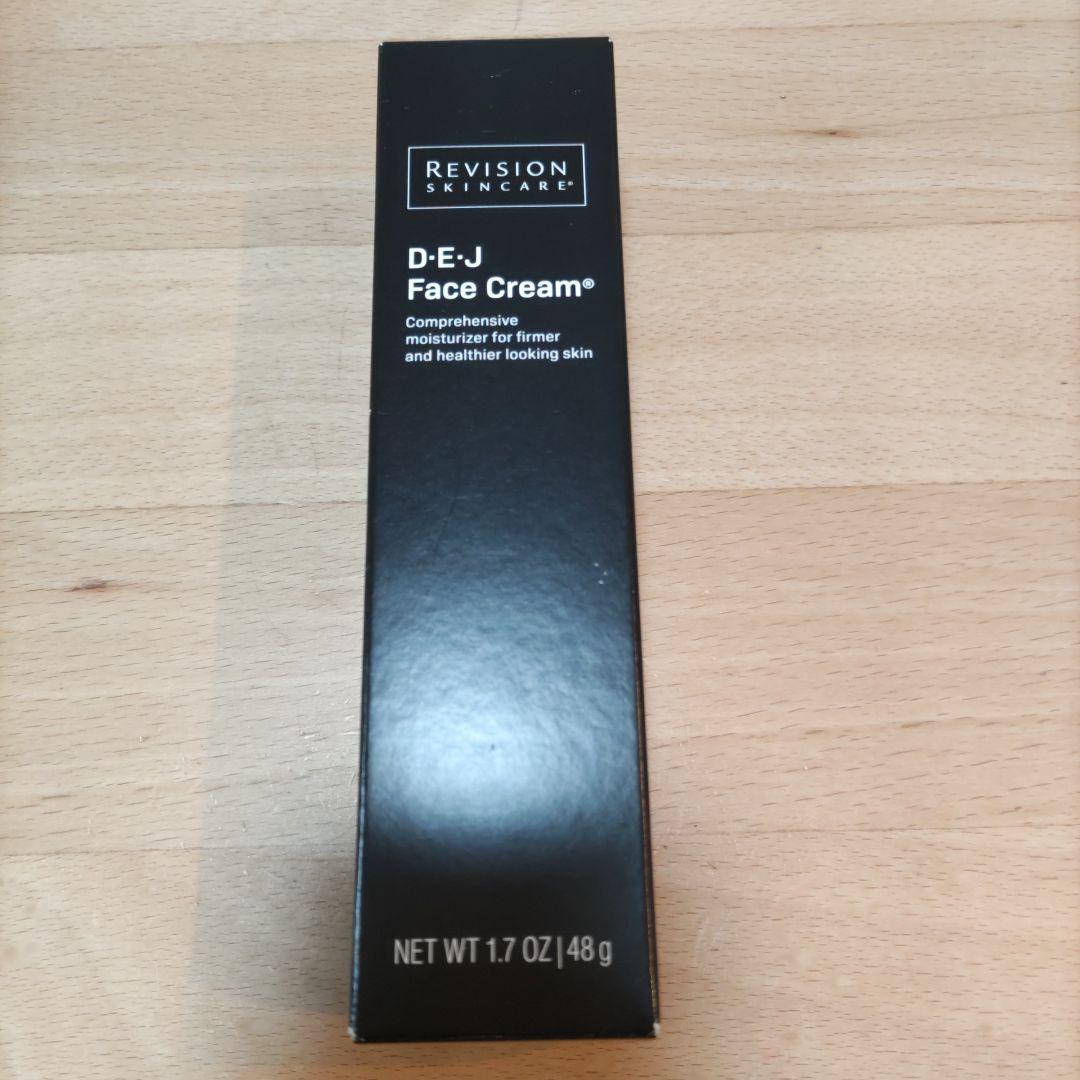 REVISION
SKINCARE®
D·E·J
Face Cream®
Comprehensive
moisturizer for firmer
and healthier looking skin
NET WT 1.7 OZ|48 g